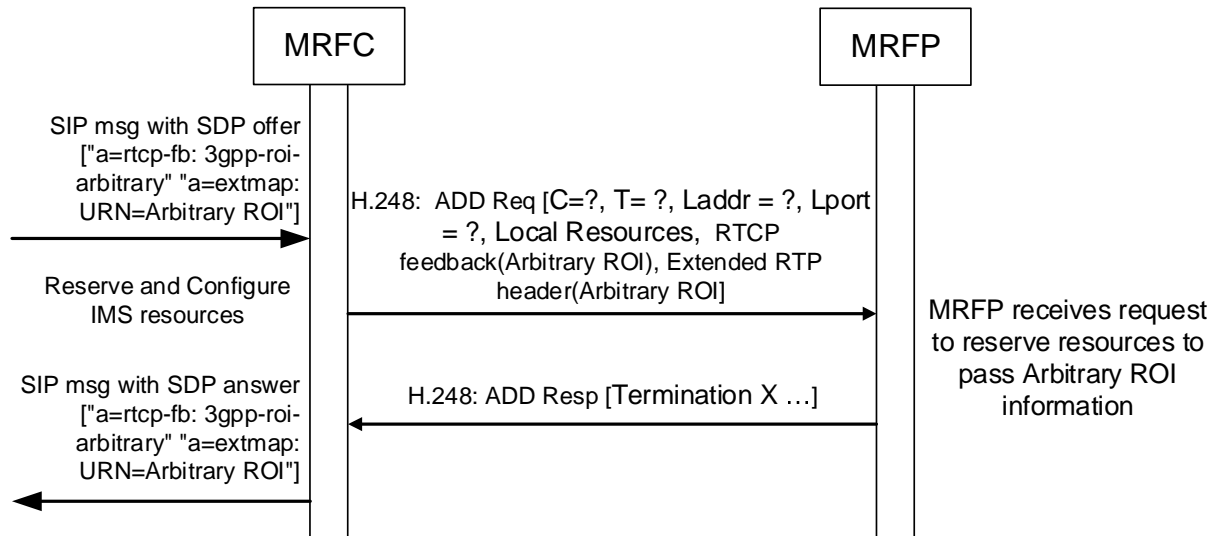 MRFC
MRFP
SIP msg with SDP offer
["a=rtcp-fb: 3gpp-roi-
arbitrary" "a=extmap:
URN=Arbitrary ROI"]
H.248: ADD Req [C=?, T= ?, Laddr = ?, Lport
= ?, Local Resources, RTCP
feedback(Arbitrary ROI), Extended RTP
header(Arbitrary ROI]
Reserve and Configure
IMS resources
MRFP receives request
to reserve resources to
pass Arbitrary ROI
information
SIP msg with SDP answer
["a=rtcp-fb: 3gpp-roi-
arbitrary" "a=extmap:
URN=Arbitrary ROI"]
H.248: ADD Resp [Termination X …]